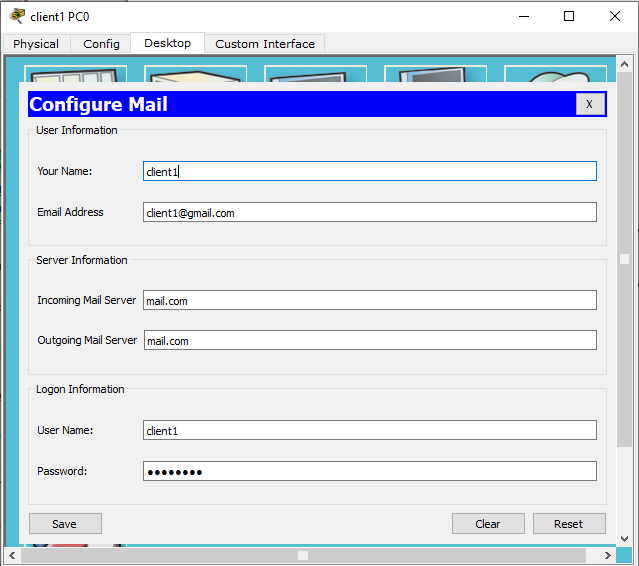 client1 PC0
Physical Config Desktop Custom Interface
Configure Mail X
User Information
Your Name: client1
Email Address client1@gmail.com
Server Information
Incoming Mail Server mail.com
Outgoing Mail Server mail.com
Logon Information
User Name: client1
Password: ●●●●●●●●
Save Clear Reset